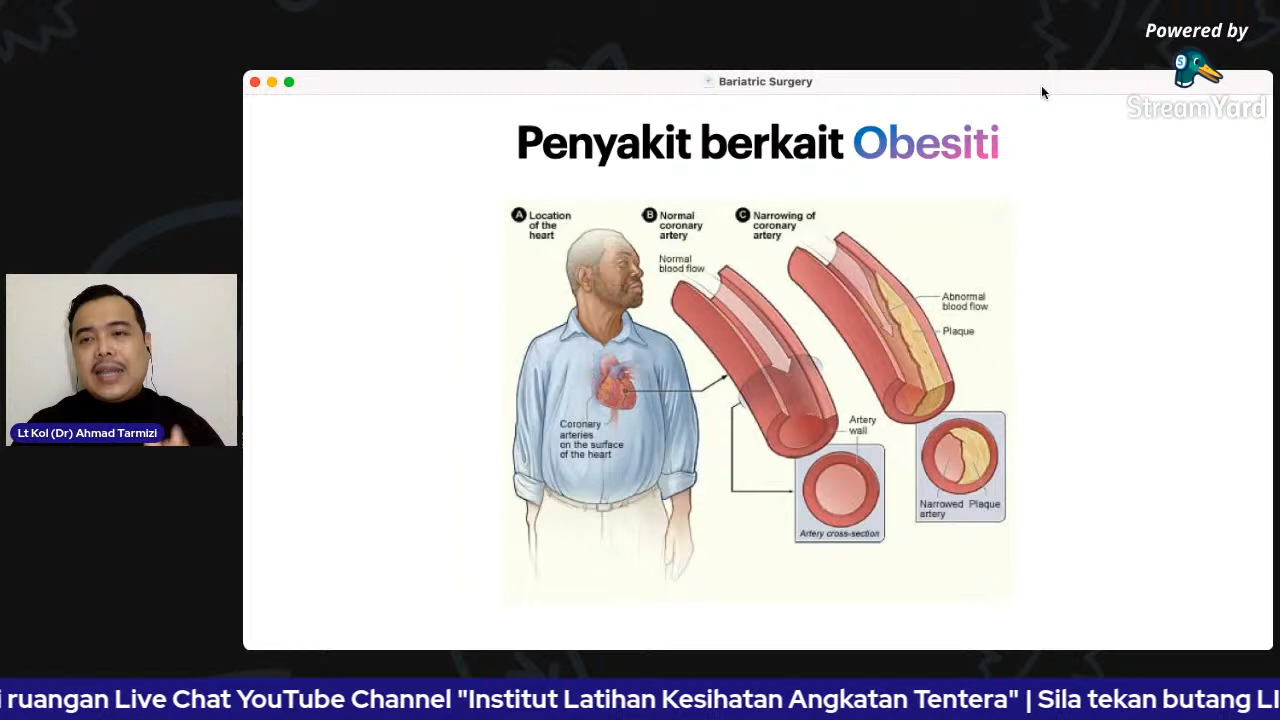 Powered by
StreamYard
Bariatric Surgery
Penyakit berkait Obesiti
A Location
of the
heart
B Normal
coronary
artery
Normal
blood flow
C Narrowing of
coronary
artery
Abnormal
blood flow
Plaque
Coronary
arteries
on the surface
of the heart
Artery
wall
Artery cross-section
Narrowed
artery
Plaque
Lt Kol (Dr) Ahmad Tarmizi
i ruangan Live Chat YouTube Channel "Institut Latihan Kesihatan Angkatan Tentera" | Sila tekan butang LI